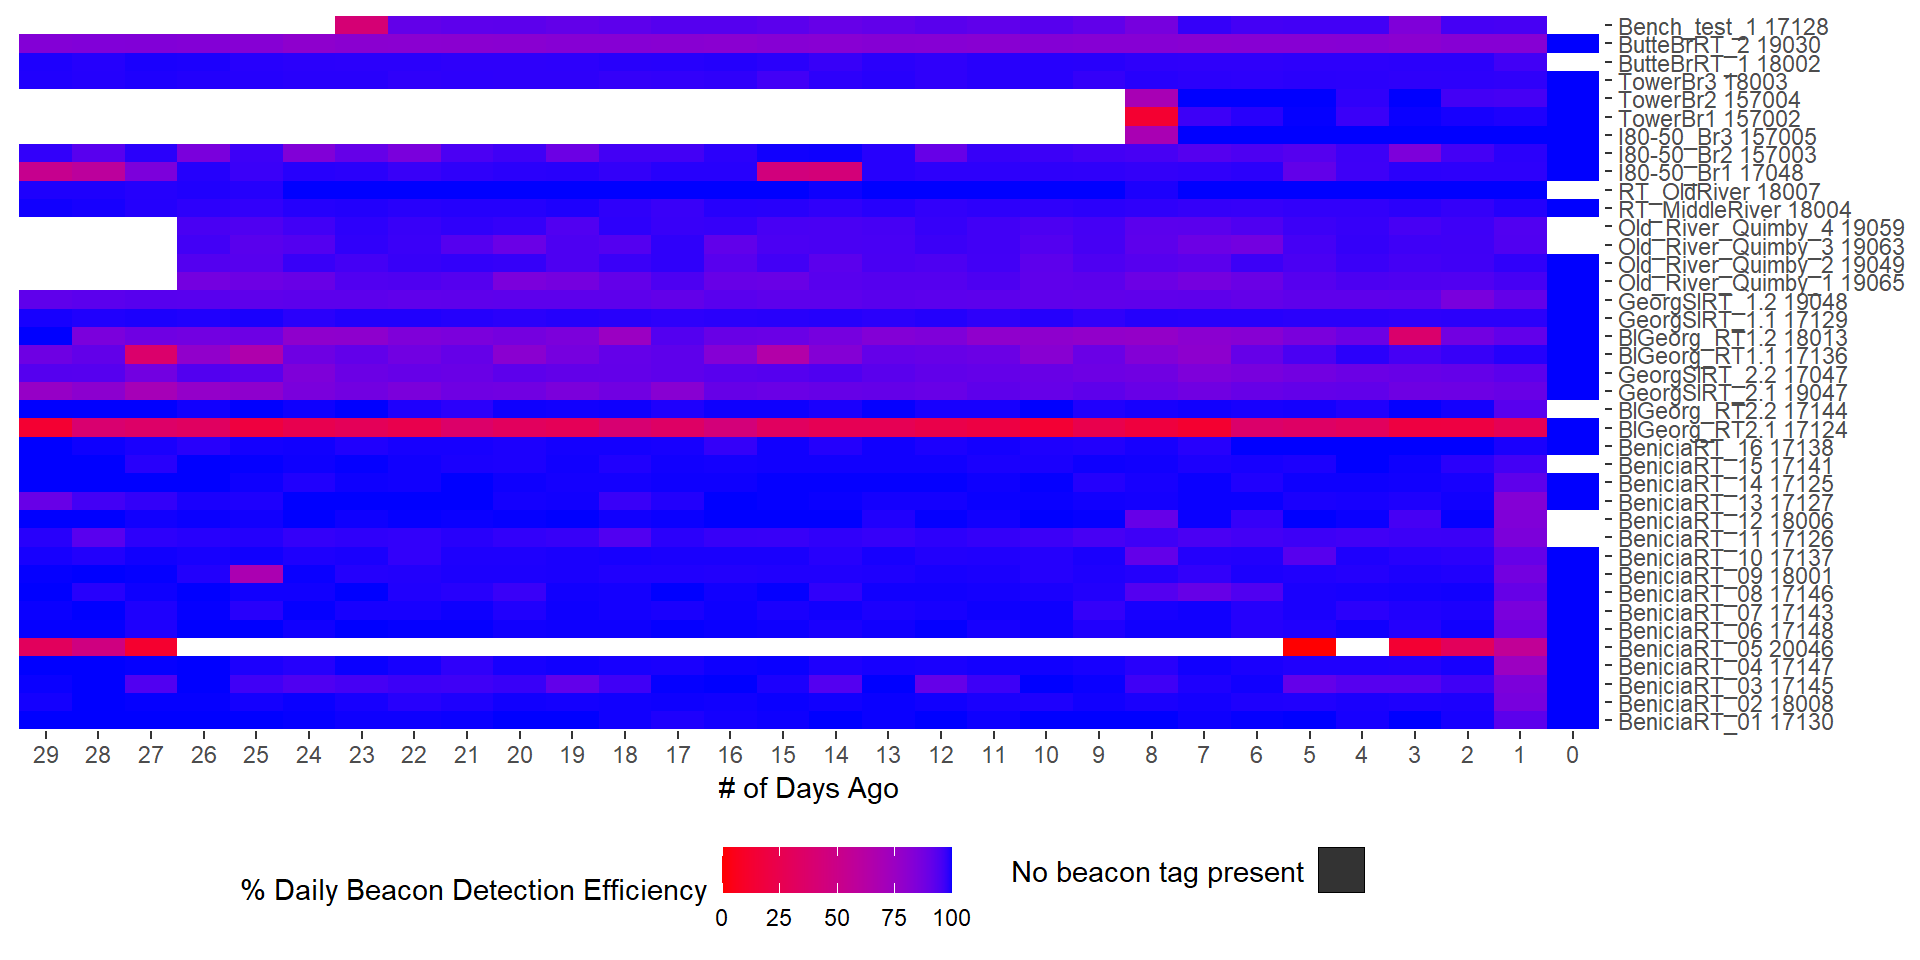 Bench_test_1 17128
ButteBrRT_2 19030
ButteBrRT_1 18002
TowerBr3 18003
TowerBr2 157004
TowerBr1 157002
I80-50_Br3 157005
I80-50_Br2 157003
I80-50_Br1 17048
RT_OldRiver 18007
RT_MiddleRiver 18004
Old_River_Quimby_4 19059
Old_River_Quimby_3 19063
Old_River_Quimby_2 19049
Old_River_Quimby_1 19065
GeorgSlRT_1.2 19048
GeorgSlRT_1.1 17129
BlGeorg_RT1.2 18013
BlGeorg_RT1.1 17136
GeorgSlRT_2.2 17047
GeorgSlRT_2.1 19047
BlGeorg_RT2.2 17144
BlGeorg_RT2.1 17124
BeniciaRT_16 17138
BeniciaRT_15 17141
BeniciaRT_14 17125
BeniciaRT_13 17127
BeniciaRT_12 18006
BeniciaRT_11 17126
BeniciaRT_10 17137
BeniciaRT_09 18001
BeniciaRT_08 17146
BeniciaRT_07 17143
BeniciaRT_06 17148
BeniciaRT_05 20046
BeniciaRT_04 17147
BeniciaRT_03 17145
BeniciaRT_02 18008
BeniciaRT_01 17130
29 28 27 26 25 24 23 22 21 20 19 18 17 16 15 14 13 12 11 10 9 8 7 6 5 4 3 2 1 0
# of Days Ago
% Daily Beacon Detection Efficiency
0 25 50 75 100
No beacon tag present